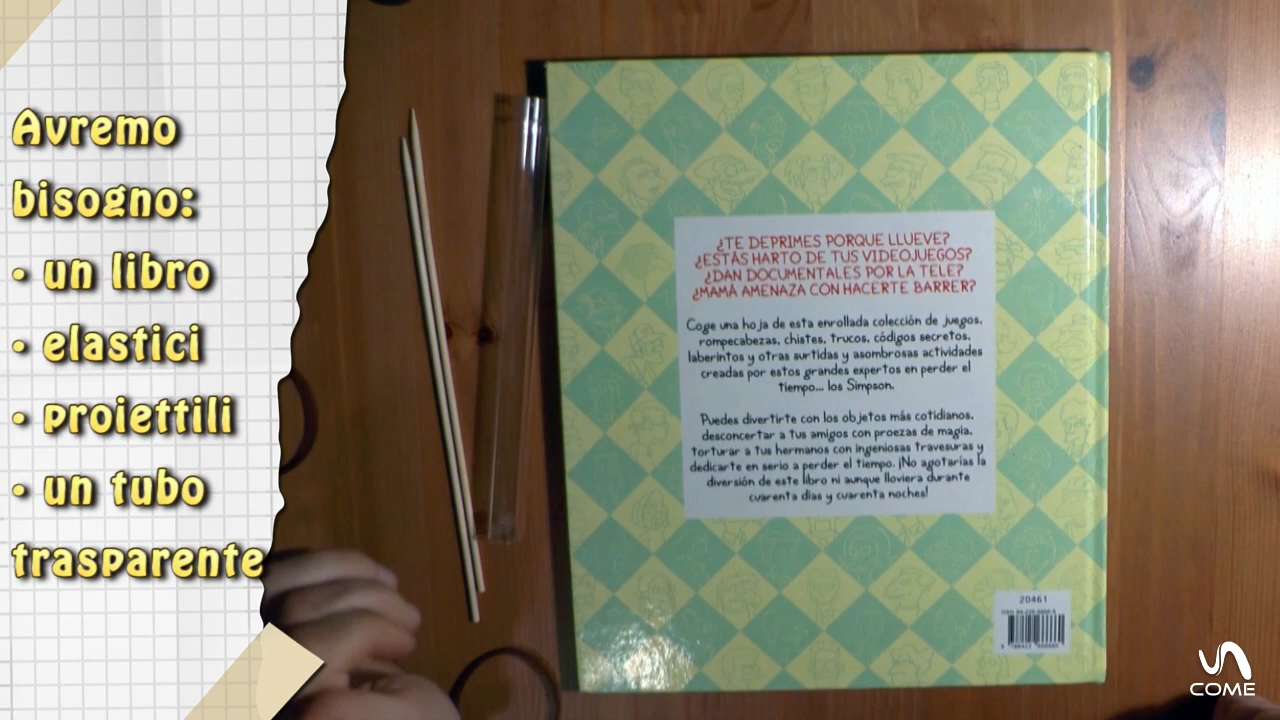 Avremo
bisogno:
• un libro
• elastici
• proiettili
• un tubo
trasparente
¿TE DEPRIMES PORQUE LLUEVE?
¿ESTÁS HARTO DE TUS VIDEOJUEGOS?
¿DAN DOCUMENTALES POR LA TELE?
¿MAMÁ AMENAZA CON HACERTE BARRER?
Coge una hoja de esta enrollada colección de juegos,
rompecabezas, chistes, trucos, códigos secretos,
laberintos y otras surtidas y asombrosas actividades
creadas por estos grandes expertos en perder el
tiempo... los Simpson.
Puedes divertirte con los objetos más cotidianos,
desconcertar a tus amigos con proezas de magia,
torturar a tu hermanos con ingeniosas travesuras y
dedicarte en serio a perder el tiempo. ¡No agotarías la
diversión de este libro ni aunque lloviera durante
cuarenta días y cuarenta noches!
20461
COME